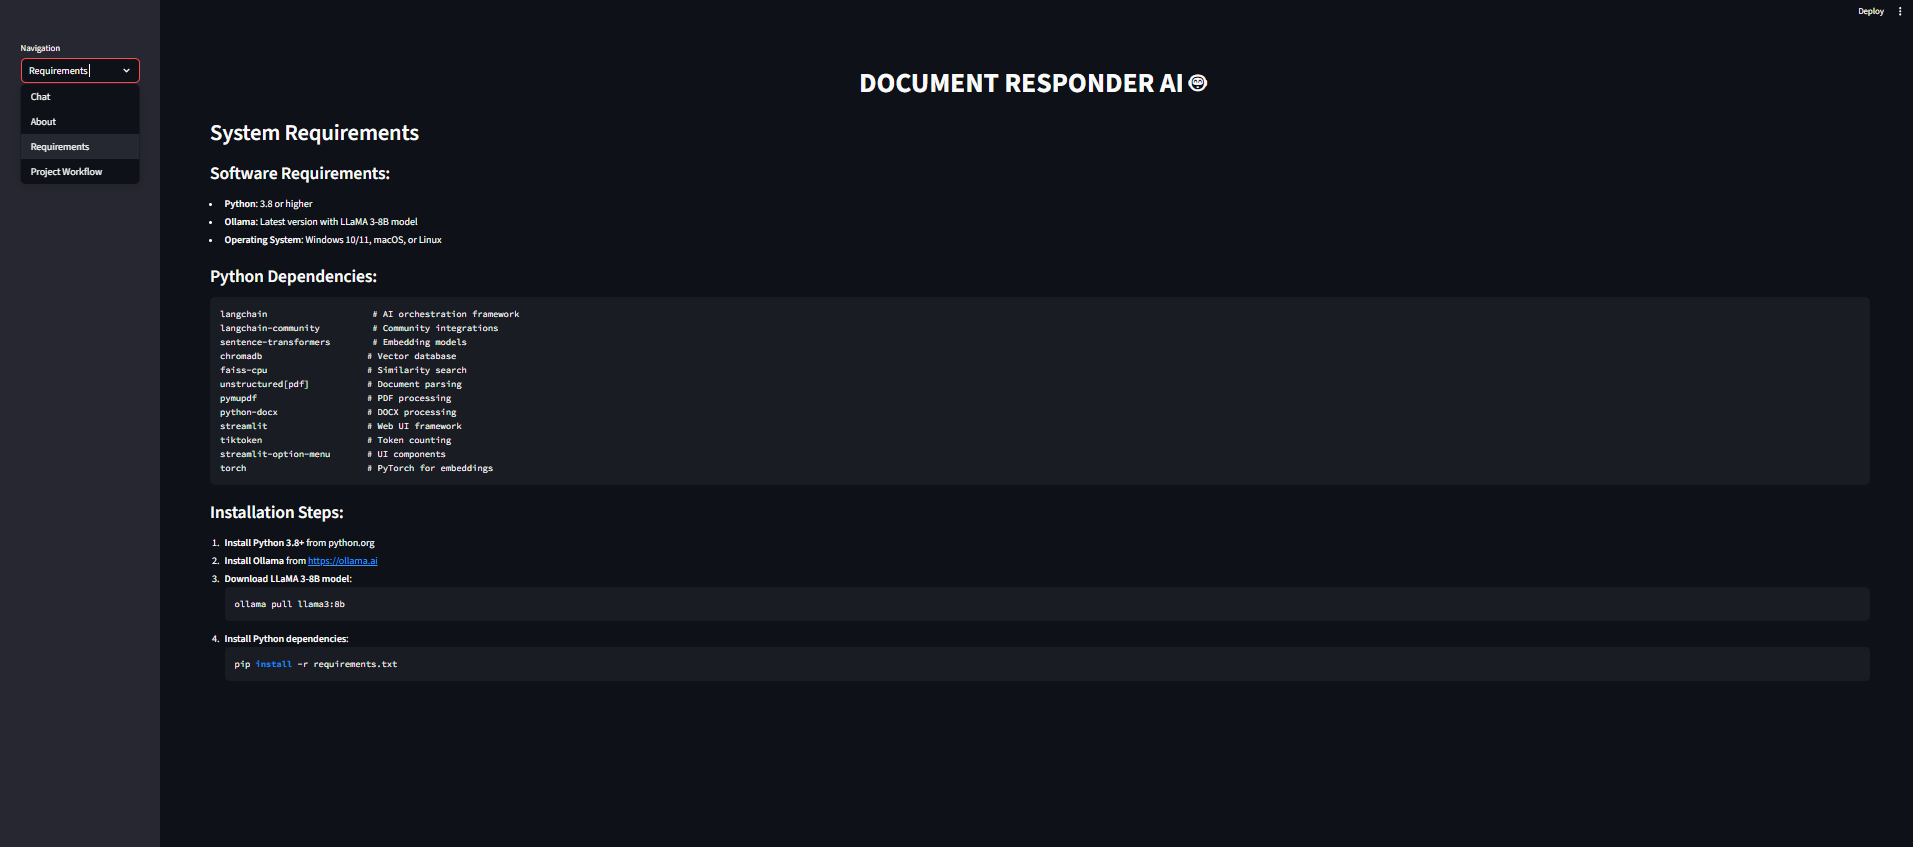 Deploy
Navigation
Requirements
Chat
About
Requirements
Project Workflow
DOCUMENT RESPONDER AI
System Requirements
Software Requirements:
• Python: 3.8 or higher
• Ollama: Latest version with LLaMA 3-8B model
• Operating System: Windows 10/11, macOS, or Linux
Python Dependencies:
langchain # AI orchestration framework
langchain-community # Community integrations
sentence-transformers # Embedding models
chromadb # Vector database
faiss-cpu # Similarity search
unstructured[pdf] # Document parsing
pymupdf # PDF processing
python-docx # DOCX processing
streamlit # Web UI framework
tiktoken # Token counting
streamlit-option-menu # UI components
torch # PyTorch for embeddings
Installation Steps:
1. Install Python 3.8+ from python.org
2. Install Ollama from https://ollama.ai
3. Download LLaMA 3-8B model:
ollama pull llama3:8b
4. Install Python dependencies:
pip install -r requirements.txt